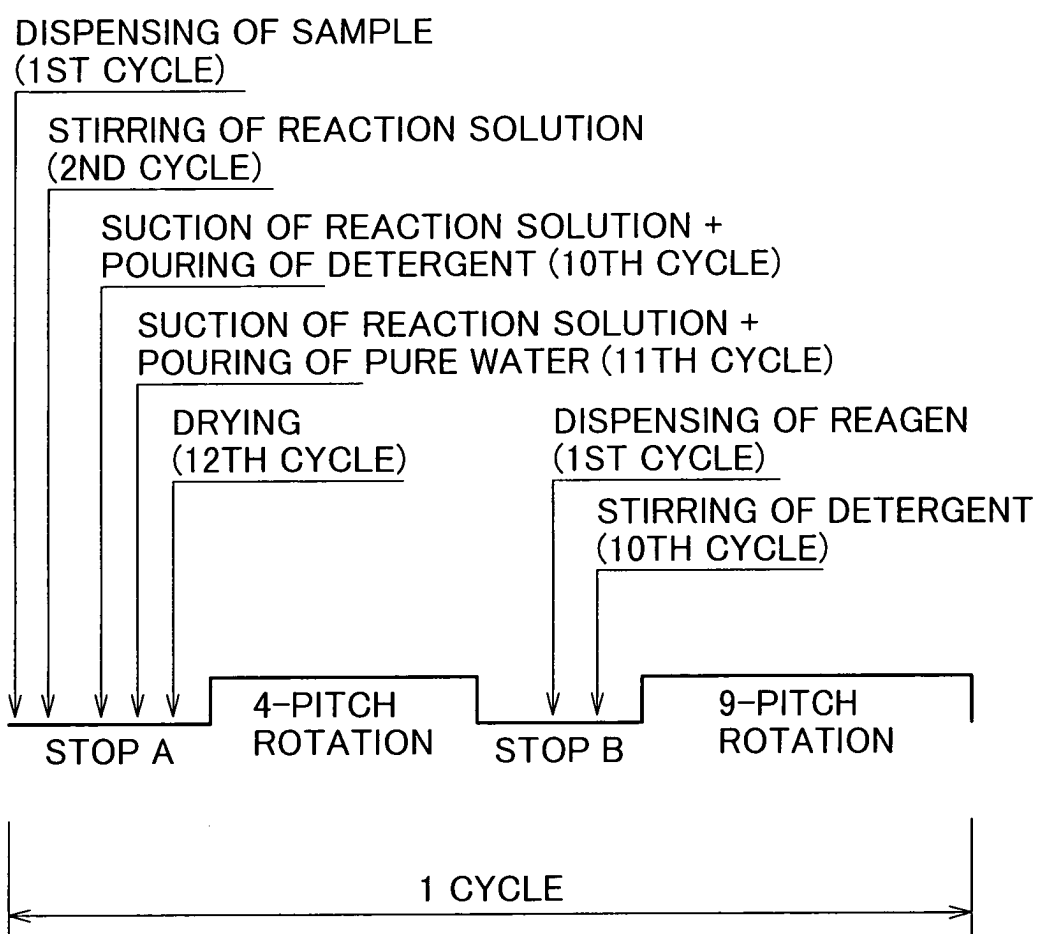 DISPENSING OF SAMPLE
(1ST CYCLE)
STIRRING OF REACTION SOLUTION
(2ND CYCLE)
SUCTION OF REACTION SOLUTION +
POURING OF DETERGENT (10TH CYCLE)
SUCTION OF REACTION SOLUTION +
POURING OF PURE WATER (11TH CYCLE)
DRYING
(12TH CYCLE)
DISPENSING OF REAGEN
(1ST CYCLE)
STIRRING OF DETERGENT
(10TH CYCLE)
STOP A
4-PITCH
ROTATION
STOP B
9-PITCH
ROTATION
1 CYCLE